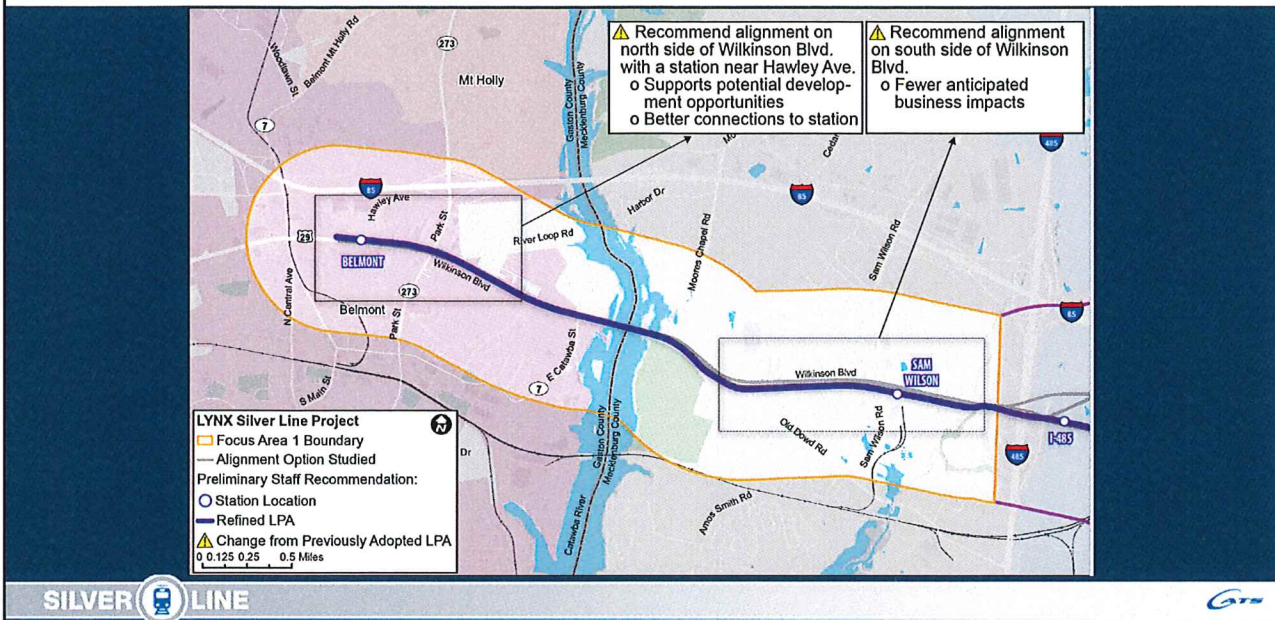 ⚠ Recommend alignment on
north side of Wilkinson Blvd.
with a station near Hawley Ave.
o Supports potential develop-
ment opportunities
o Better connections to station
⚠ Recommend alignment
on south side of Wilkinson
Blvd.
o Fewer anticipated
business impacts
Woodlawn St
Belmont Mt Holly Rd
273
Mt Holly
7
Gaston County
Mecklenburg County
Cedar
485
85
Hawley Ave
Park St
29
BELMONT
River Loop Rd
Harbor Dr
Moores Chapel Rd
85
Sam Wilson Rd
N Central Ave
Wilkinson Blvd
273
Belmont
Park St
E Catawba St
7
S Main St
85
Wilkinson Blvd
SAM
WILSON
I-485
Old Dowd Rd
Sam Wilson Rd
485
Gaston County
Mecklenburg County
Amos Smith Rd
Catawba River
Dr
LYNX Silver Line Project
N
Focus Area 1 Boundary
Alignment Option Studied
Preliminary Staff Recommendation:
Station Location
Refined LPA
⚠ Change from Previously Adopted LPA
0 0.125 0.25 0.5 Miles
SILVER LINE
CATS